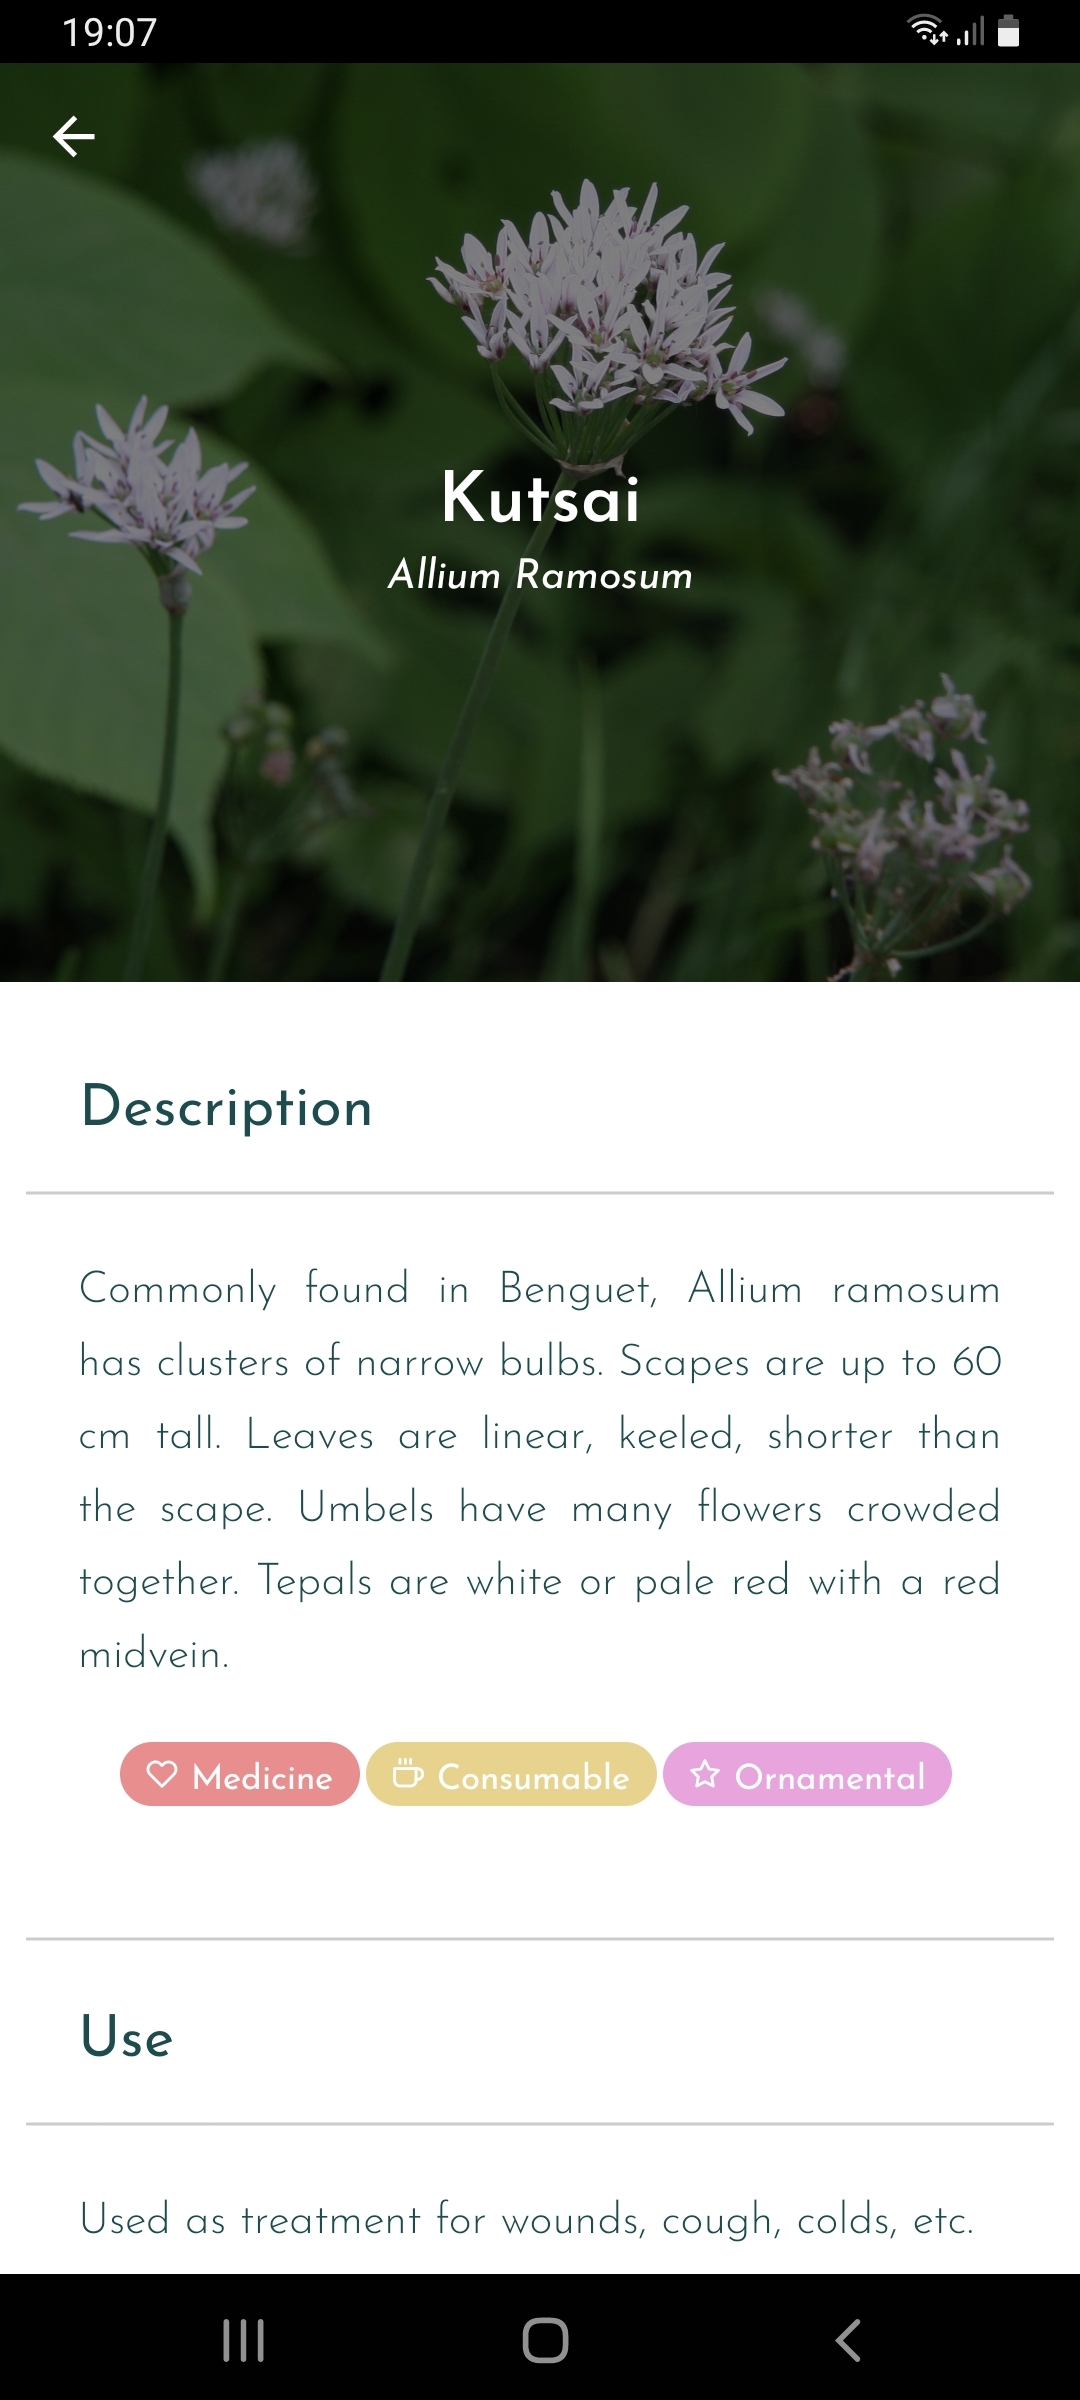 19:07
Kutsai
Allium Ramosum
Description
Commonly found in Benguet, Allium ramosum
has clusters of narrow bulbs. Scapes are up to 60
cm tall. Leaves are linear, keeled, shorter than
the scape. Umbels have many flowers crowded
together. Tepals are white or pale red with a red
midvein.
Medicine Consumable Ornamental
Use
Used as treatment for wounds, cough, colds, etc.